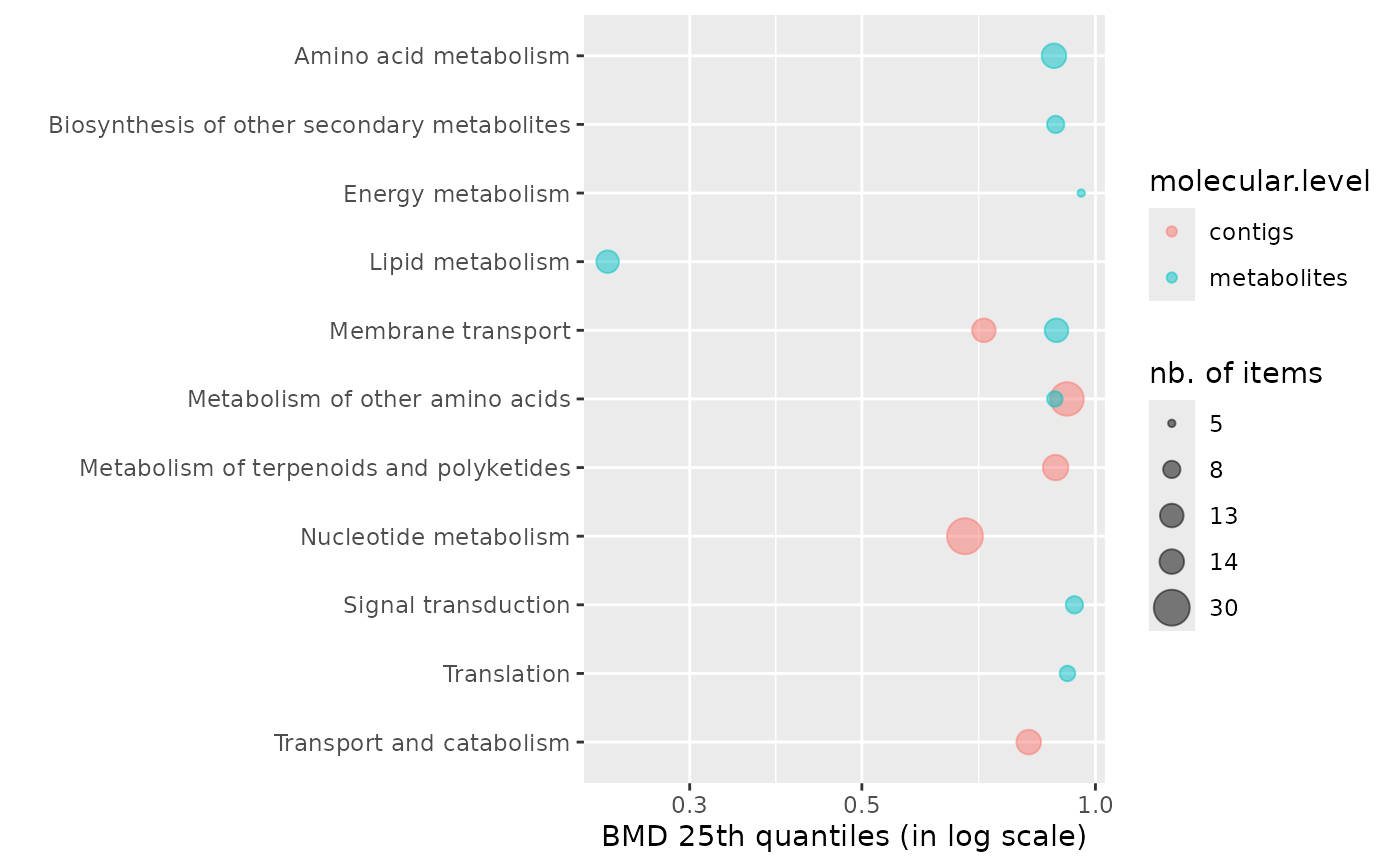 Amino acid metabolism
Biosynthesis of other secondary metabolites
Energy metabolism
Lipid metabolism
Membrane transport
Metabolism of other amino acids
Metabolism of terpenoids and polyketides
Nucleotide metabolism
Signal transduction
Translation
Transport and catabolism
0.3 0.5 1.0
BMD 25th quantiles (in log scale)
molecular.level
contigs
metabolites
nb. of items
5
8
13
14
30